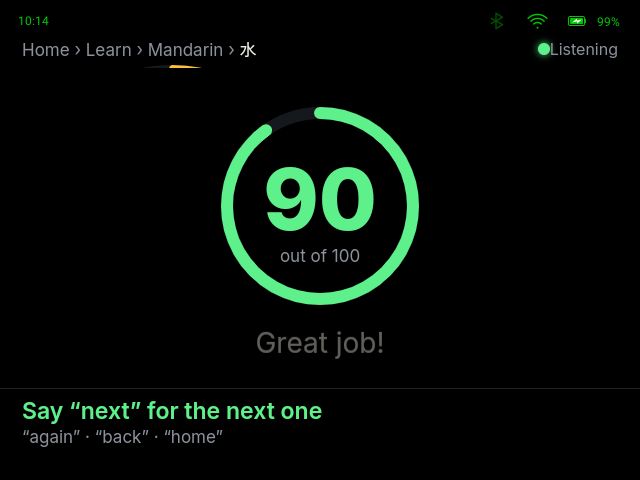 10:14
99%
Home › Learn › Mandarin › 水
Listening
90
out of 100
Great job!
Say “next” for the next one
“again” · “back” · “home”